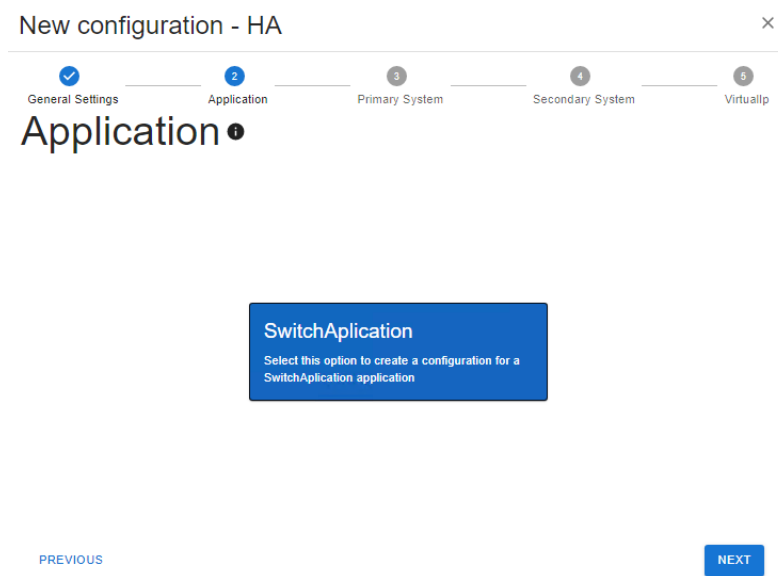 New configuration - HA
×
2
3
4
5
General Settings
Application
Primary System
Secondary System
VirtualIp
Application
SwitchAplication
Select this option to create a configuration for a
SwitchAplication application
PREVIOUS
NEXT